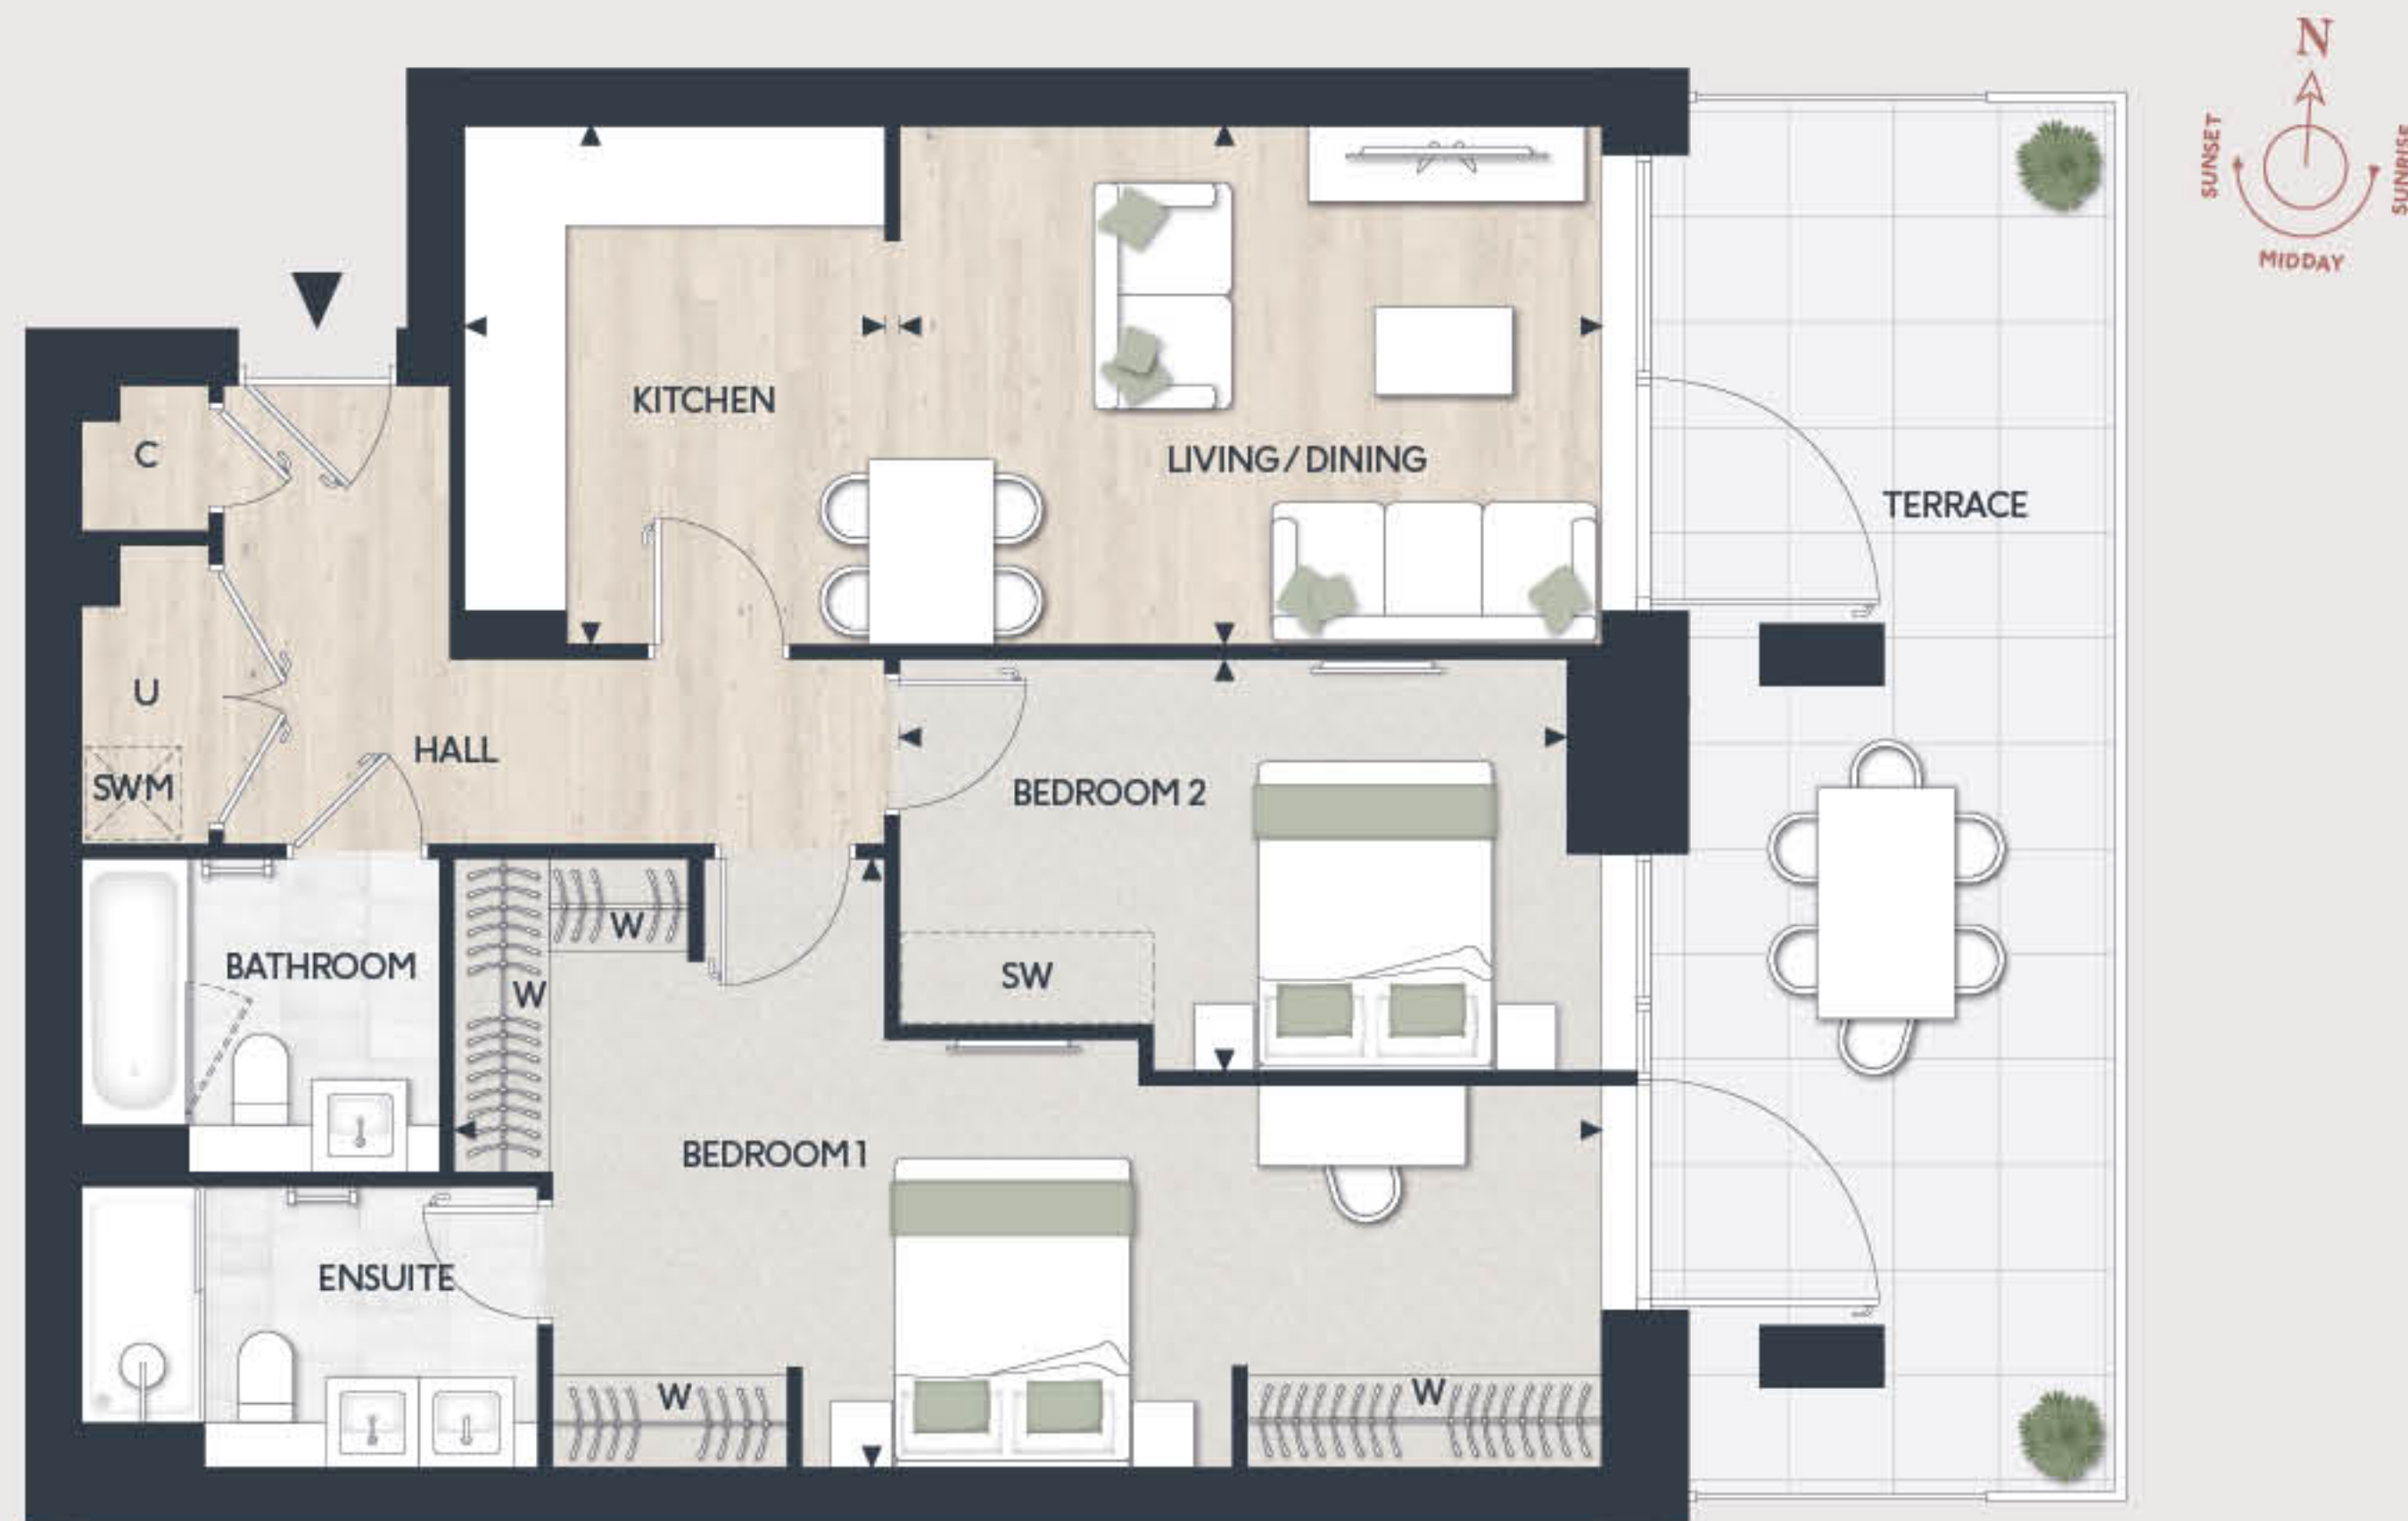 N
SUNSET
SUNRISE
MIDDAY
KITCHEN
C
LIVING / DINING
TERRACE
U
HALL
SWM
BEDROOM 2
W
BATHROOM
SW
W
BEDROOM 1
ENSUITE
W
W